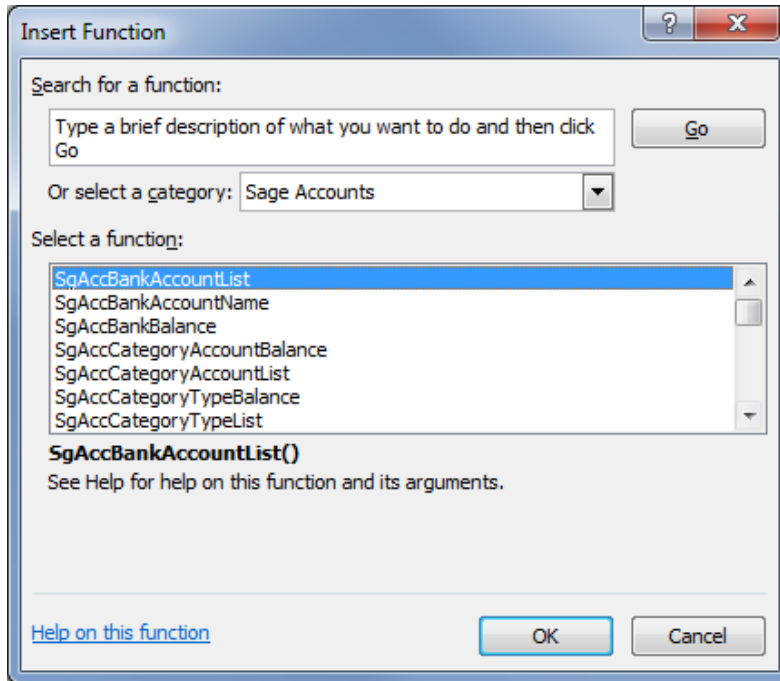 Insert Function
?
X
Search for a function:
Type a brief description of what you want to do and then click
Go
Go
Or select a category: Sage Accounts
Select a function:
SgAccBankAccountList
SgAccBankAccountName
SgAccBankBalance
SgAccCategoryAccountBalance
SgAccCategoryAccountList
SgAccCategoryTypeBalance
SgAccCategoryTypeList
SgAccBankAccountList()
See Help for help on this function and its arguments.
Help on this function
OK
Cancel